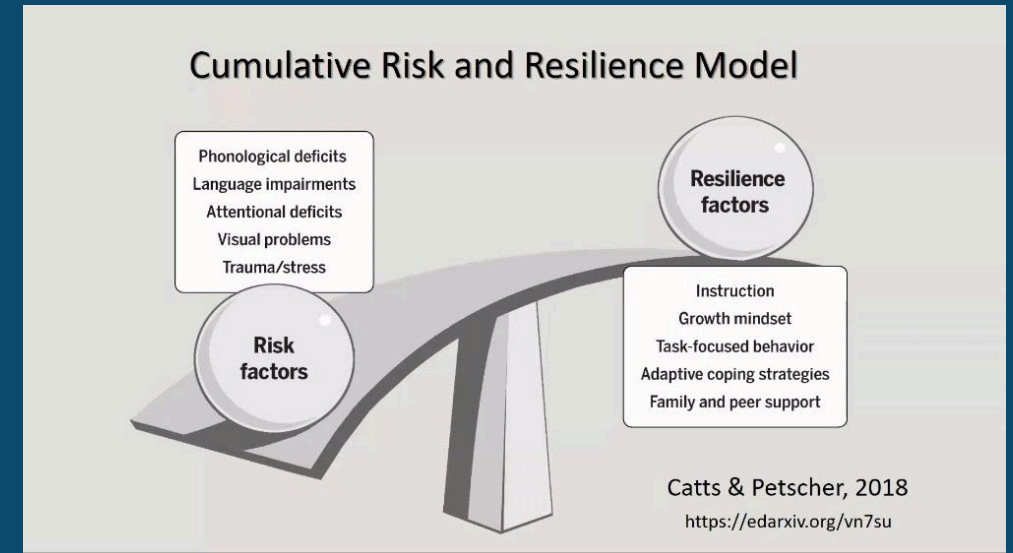 Cumulative Risk and Resilience Model
Phonological deficits
Language impairments
Attentional deficits
Visual problems
Trauma/stress
Risk
factors
Resilience
factors
Instruction
Growth mindset
Task-focused behavior
Adaptive coping strategies
Family and peer support
Catts & Petscher, 2018
https://edarxiv.org/vn7su